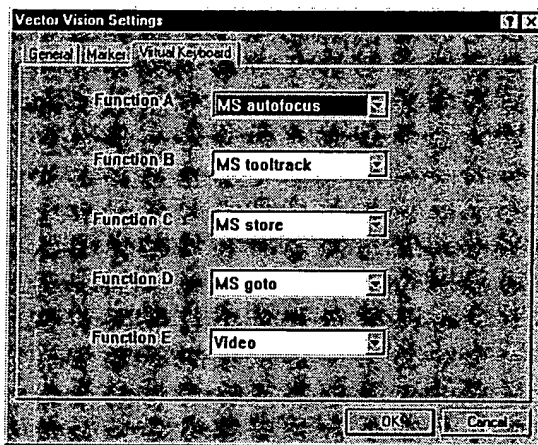 Vector Vision Settings
General Marker Virtual Keyboard
Function A MS autofocus
Function B MS tooltrack
Function C MS store
Function D MS goto
Function E Video
OK Cancel